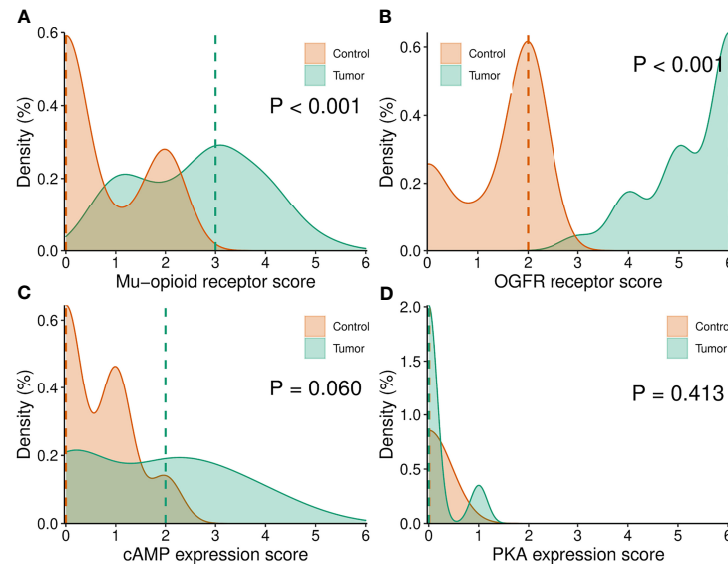 A
Density (%)
0.6
0.4
0.2
0.0
Control
Tumor
P < 0.001
0 1 2 3 4 5 6
Mu−opioid receptor score
B
Density (%)
0.6
0.4
0.2
0.0
Control
Tumor
P < 0.001
0 1 2 3 4 5 6
OGFR receptor score
C
Density (%)
0.6
0.4
0.2
0.0
Control
Tumor
P = 0.060
0 1 2 3 4 5 6
cAMP expression score
D
Density (%)
2.0
1.5
1.0
0.5
0.0
Control
Tumor
P = 0.413
0 1 2 3 4 5 6
PKA expression score